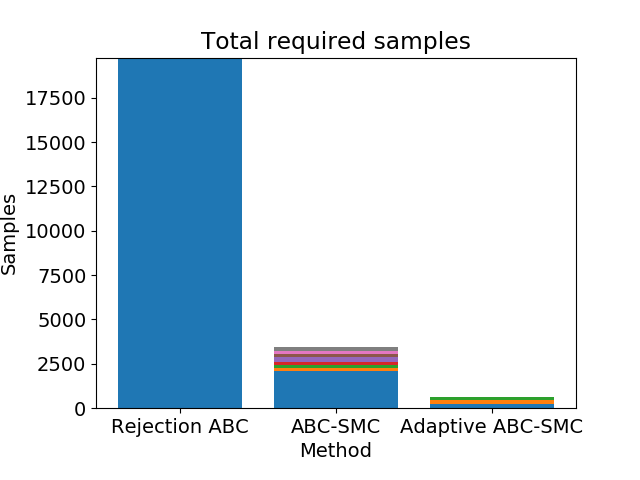 Total required samples
17500
15000
12500
10000
7500
5000
2500
0
Samples
Rejection ABC
ABC-SMC
Adaptive ABC-SMC
Method